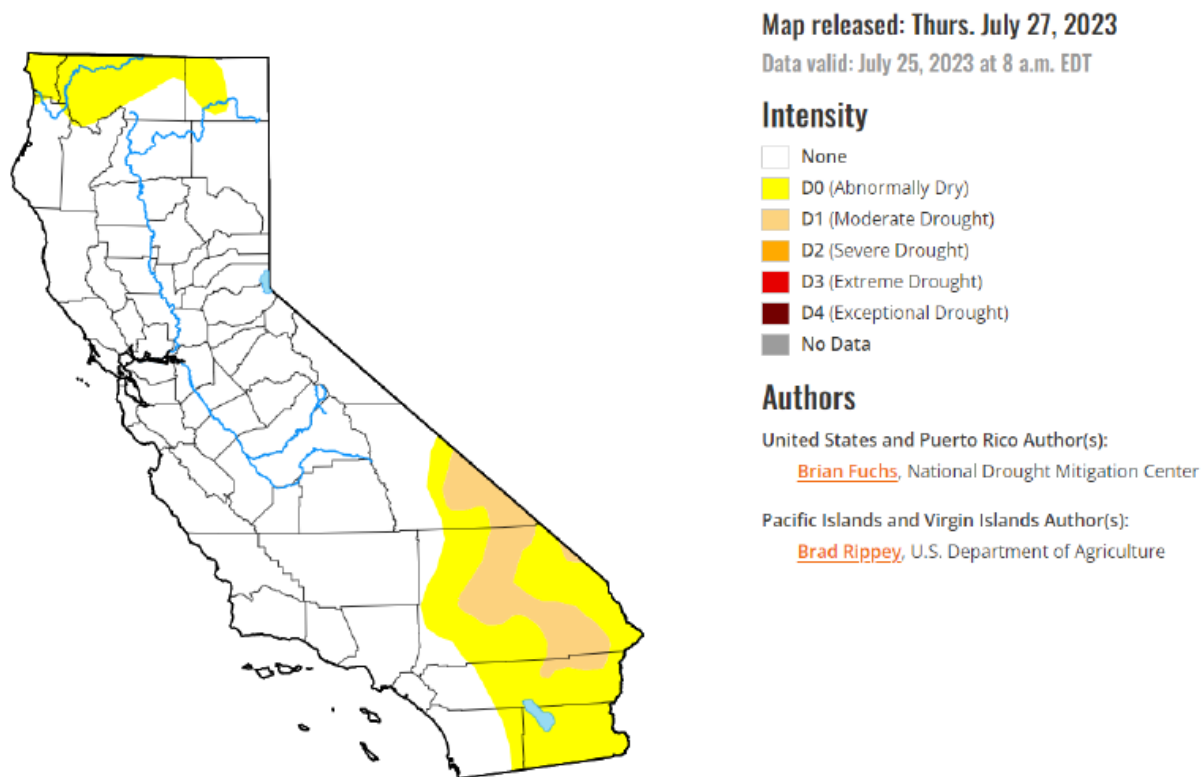 Map released: Thurs. July 27, 2023
Data valid: July 25, 2023 at 8 a.m. EDT
Intensity
None
D0 (Abnormally Dry)
D1 (Moderate Drought)
D2 (Severe Drought)
D3 (Extreme Drought)
D4 (Exceptional Drought)
No Data
Authors
United States and Puerto Rico Author(s):
Brian Fuchs, National Drought Mitigation Center
Pacific Islands and Virgin Islands Author(s):
Brad Rippey, U.S. Department of Agriculture